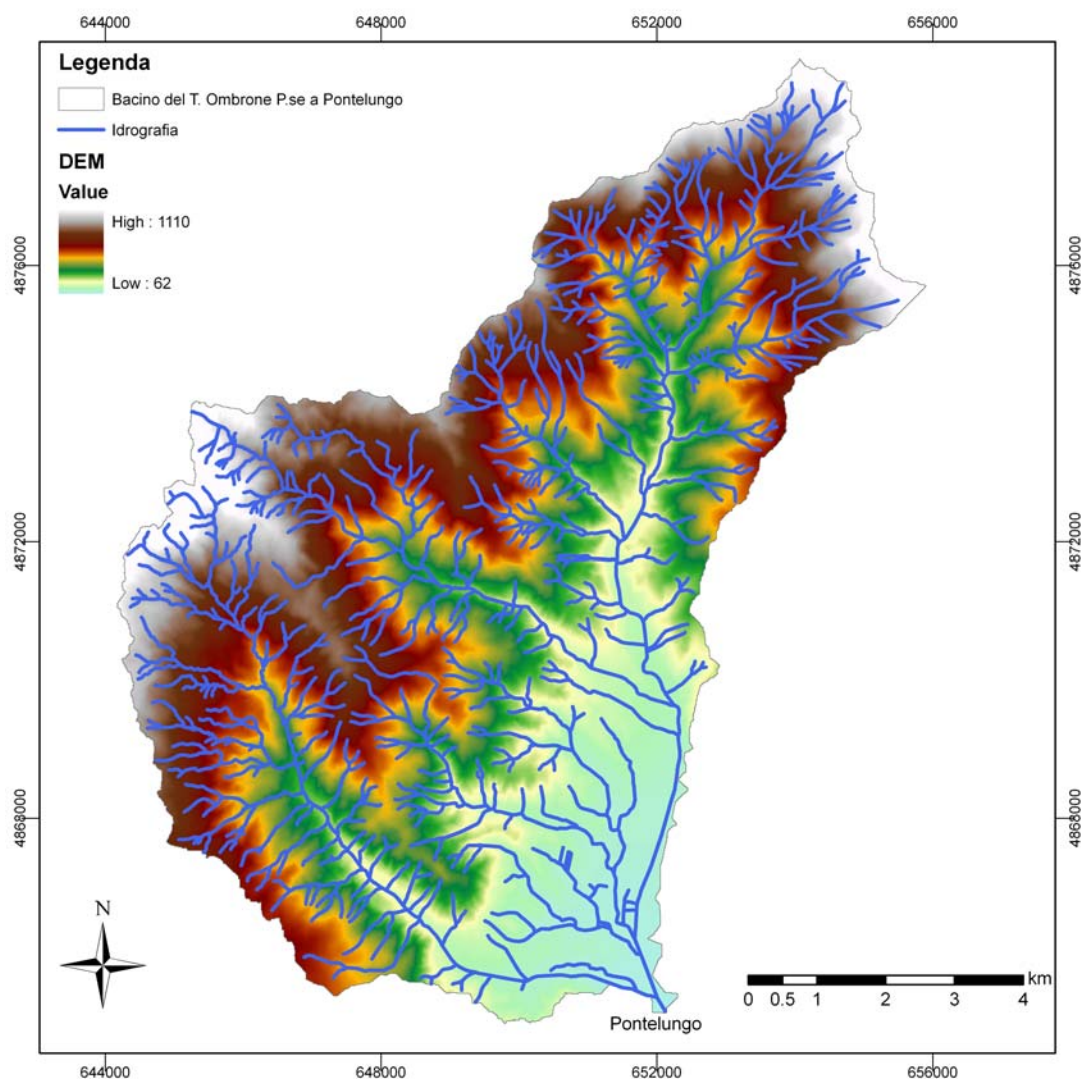 644000 648000 652000 656000
Legenda
Bacino del T. Ombrone P.se a Pontelungo
Idrografia
DEM
Value
High : 1110
Low : 62
4876000 4876000
4872000 4872000
4868000 4868000
N
km
0 0.5 1 2 3 4
Pontelungo
644000 648000 652000 656000